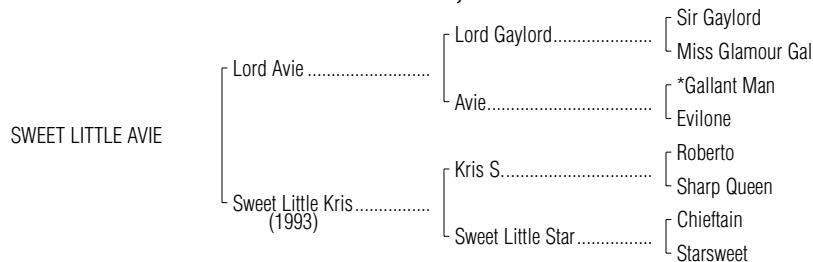 Sir Gaylord
Lord Gaylord.....................
Miss Glamour Gal
Lord Avie ..........................
*Gallant Man
Avie...................................
Evilone
SWEET LITTLE AVIE
Roberto
Kris S................................
Sharp Queen
Sweet Little Kris................
(1993)
Chieftain
Sweet Little Star................
Starsweet